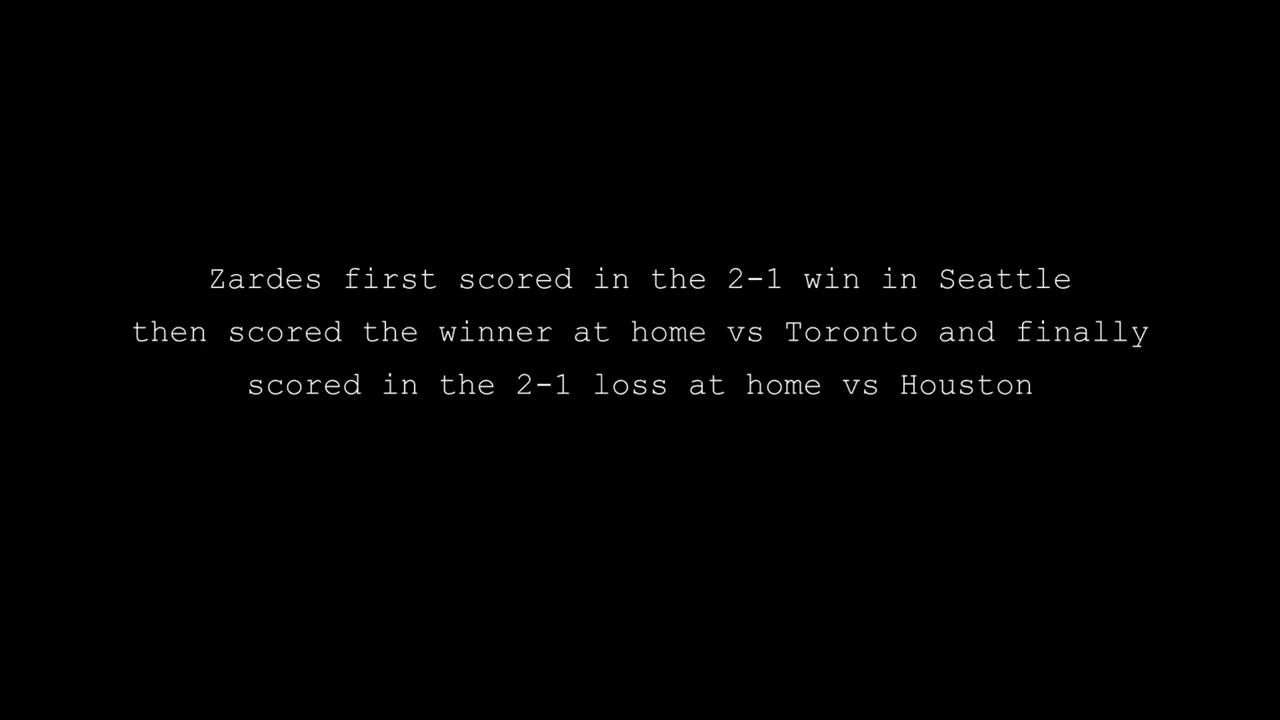 Zardes first scored in the 2-1 win in Seattle
then scored the winner at home vs Toronto and finally
scored in the 2-1 loss at home vs Houston